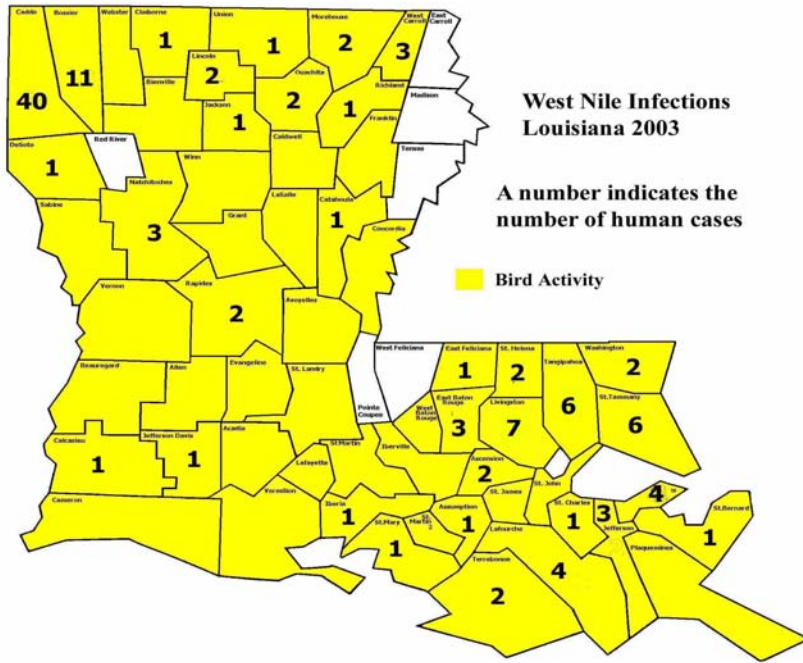 Caddo
Bossier
Webster
Claiborne
Union
Morehouse
West
Carroll
East
Carroll
1
1
2
3
Lincoln
2
Ouachita
2
11
40
Bienville
Jackson
1
Richland
1
Madison
Franklin
West Nile Infections
Louisiana 2003
Red River
Caldwell
Tensas
DeSoto
1
Winn
Natchitoches
3
LaSalle
Catahoula
1
Sabine
Grant
Concordia
A number indicates the
number of human cases
Bird Activity
Vernon
Rapides
2
Avoyelles
West Feliciana
East Feliciana
1
St. Helena
2
Tangipahoa
6
Washington
2
Beauregard
Allen
Evangeline
St. Landry
Pointe
Coupee
West
Baton
Rouge
East Baton
Rouge
3
Livingston
7
St.Tammany
6
Calcasieu
1
Jefferson Davis
1
Acadia
Lafayette
St.Martin
Iberville
Ascension
2
St. James
St. John
Cameron
Vermilion
Iberia
1
St.Mary
1
St.
Martin
Assumption
1
Lafourche
4
St. Charles
1
3
Jefferson
4
St.Bernard
1
Plaquemines
Terrebonne
2